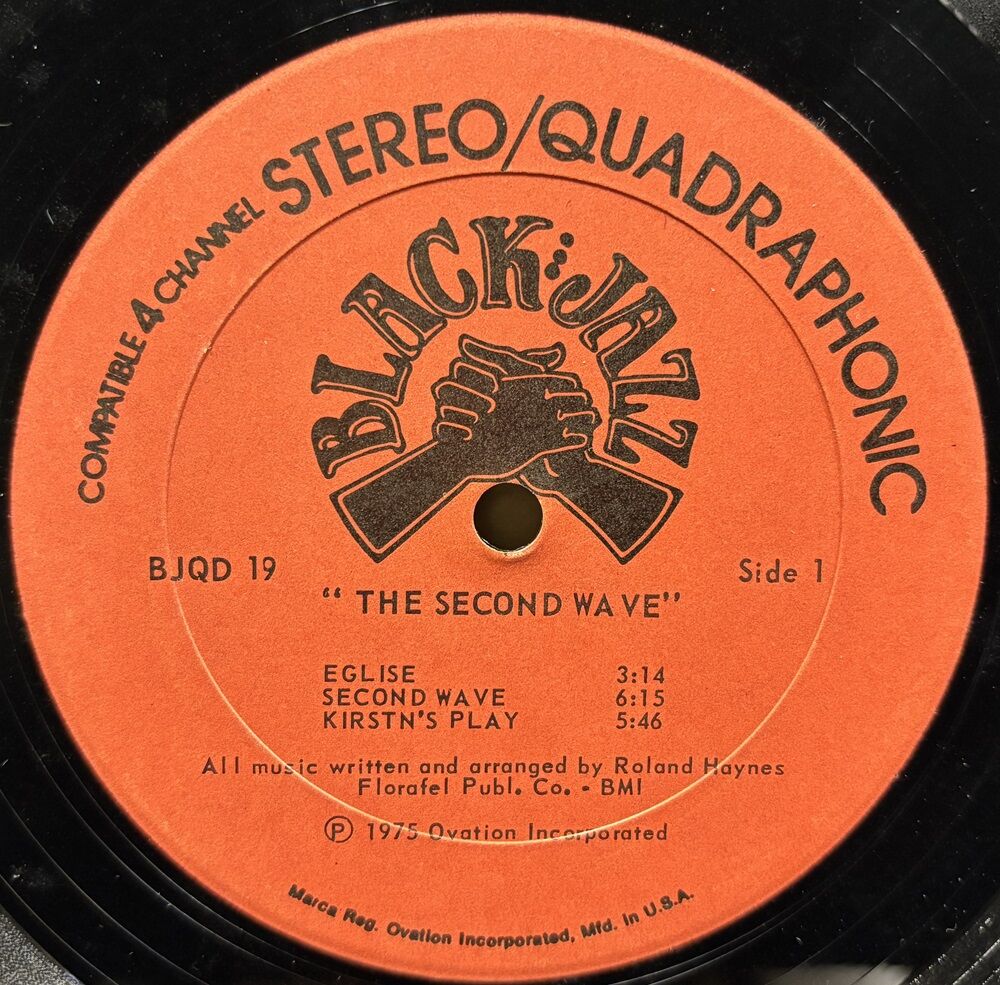 COMPATIBLE 4 CHANNEL STEREO/QUADRAPHONIC
BLACK JAZZ
BJQD 19
Side 1
“ THE SECOND WAVE”
EGLISE 3:14
SECOND WAVE 6:15
KIRSTN'S PLAY 5:46
All music written and arranged by Roland Haynes
Florafel Publ. Co. - BMI
Ⓟ 1975 Ovation Incorporated
Marca Reg. Ovation Incorporated, Mfd. In U.S.A.